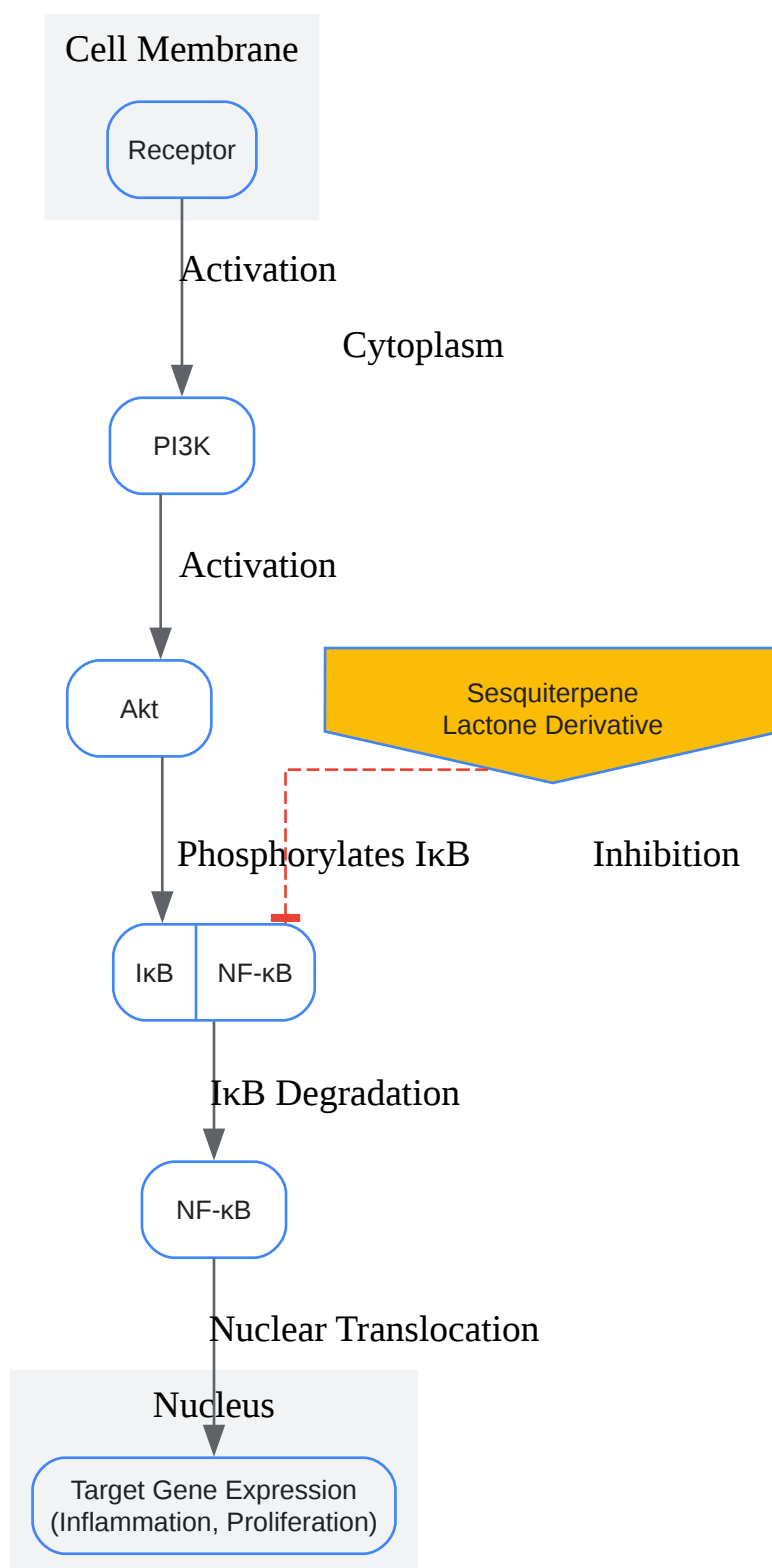 Cell Membrane
Receptor
Activation
Cytoplasm
PI3K
Activation
Akt
Sesquiterpene
Lactone Derivative
Phosphorylates IκB
Inhibition
IκB
NF-κB
IκB Degradation
NF-κB
Nuclear Translocation
Nucleus
Target Gene Expression
(Inflammation, Proliferation)